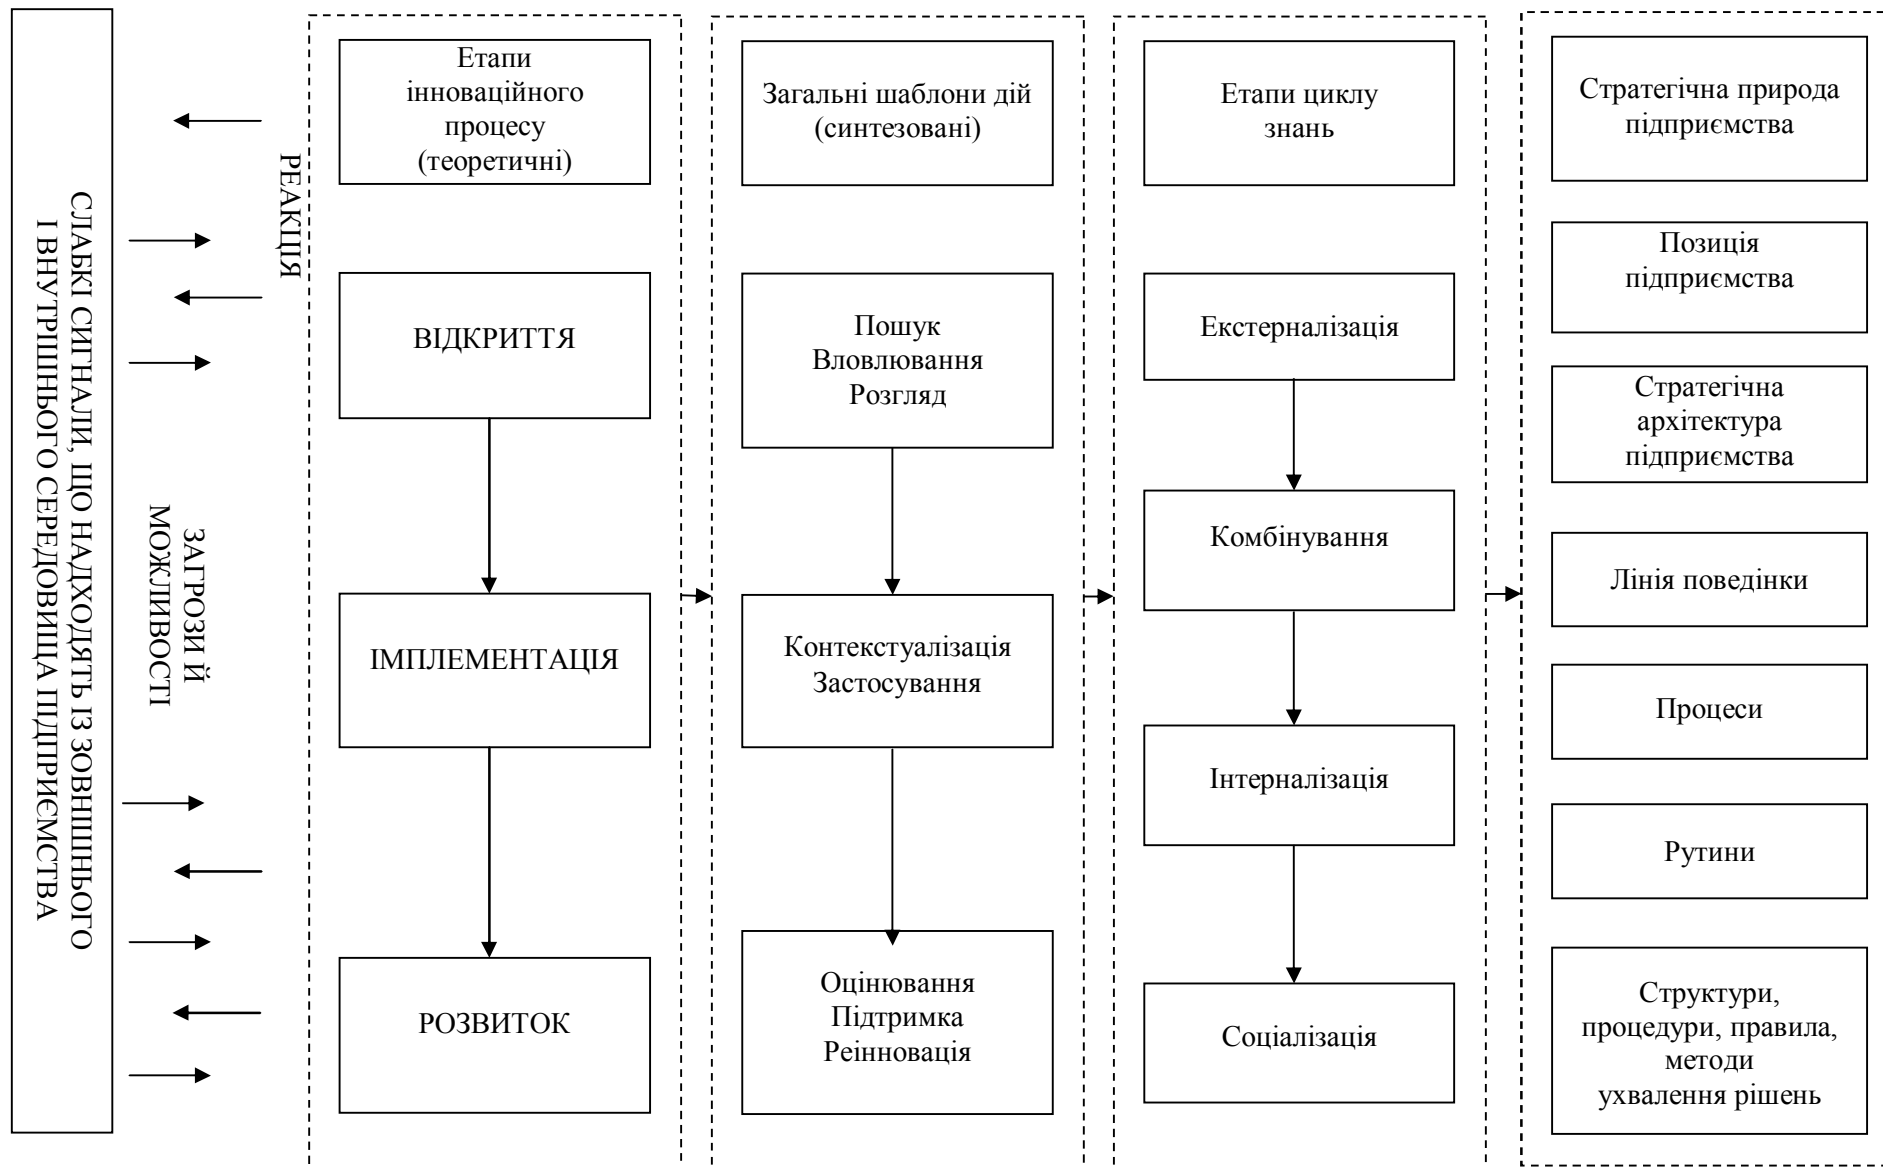 СЛАБКІ СИГНАЛИ, ЩО НАДХОДЯТЬ ІЗ ЗОВНІШНЬОГО
І ВНУТРІШНЬОГО СЕРЕДОВИЩА ПІДПРИЄМСТВА
РЕАКЦІЯ
ЗАГРОЗИ Й
МОЖЛИВОСТІ
Етапи
інноваційного
процесу
(теоретичні)
ВІДКРИТТЯ
ІМПЛЕМЕНТАЦІЯ
РОЗВИТОК
Загальні шаблони дій
(синтезовані)
Пошук
Вловлювання
Розгляд
Контекстуалізація
Застосування
Оцінювання
Підтримка
Реінновація
Етапи циклу
знань
Екстерналізація
Комбінування
Інтерналізація
Соціалізація
Стратегічна природа
підприємства
Позиція
підприємства
Стратегічна
архітектура
підприємства
Лінія поведінки
Процеси
Рутини
Структури,
процедури, правила,
методи
ухвалення рішень